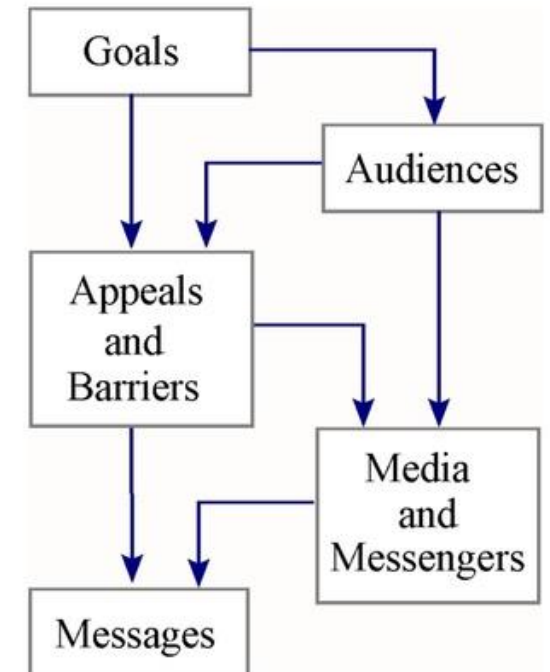 Goals
Audiences
Appeals
and
Barriers
Media
and
Messengers
Messages